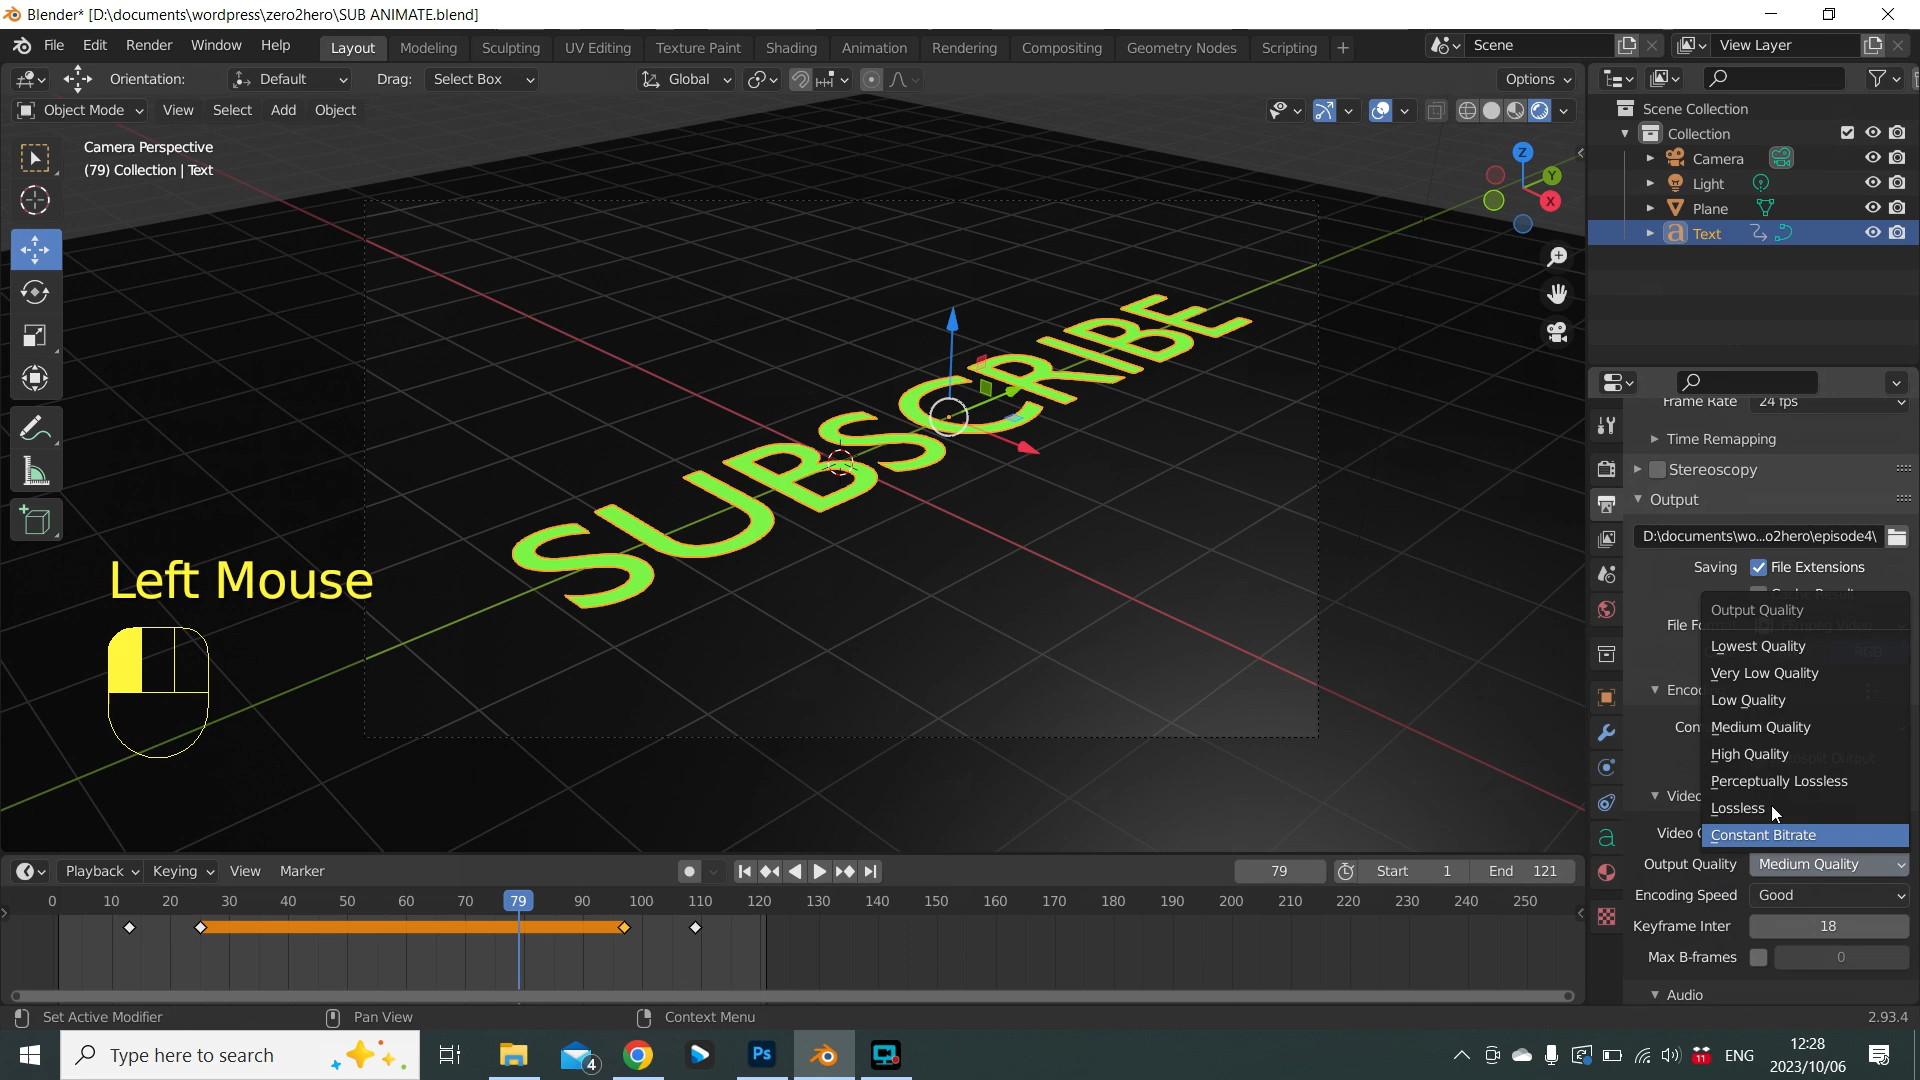 Blender* [D:\documents\wordpress\zero2hero\SUB ANIMATE.blend]
File Edit Render Window Help Layout Modeling Sculpting UV Editing Texture Paint Shading Animation Rendering Compositing Geometry Nodes Scripting + Scene View Layer
Orientation: Default Drag: Select Box Global Options
Object Mode View Select Add Object
Scene Collection
Collection
Camera
Light
Plane
Text
Camera Perspective
(79) Collection | Text
Z
Y
X
SUBSCRIBE
Left Mouse
Frame Rate 24 fps
Time Remapping
Stereoscopy
Output
D:\documents\wo...o2hero\episode4\
Saving File Extensions
Output Quality
Lowest Quality
Very Low Quality
Low Quality
Medium Quality
High Quality
Perceptually Lossless
Lossless
Constant Bitrate
Output Quality Medium Quality
Encoding Speed Good
Keyframe Inter 18
Max B-frames 0
Audio
Playback Keying View Marker 79 Start 1 End 121
0 10 20 30 40 50 60 70 79 90 100 110 120 130 140 150 160 170 180 190 200 210 220 230 240 250
Set Active Modifier Pan View Context Menu 2.93.4
Type here to search 4 Ps 11 ENG 12:28
2023/10/06